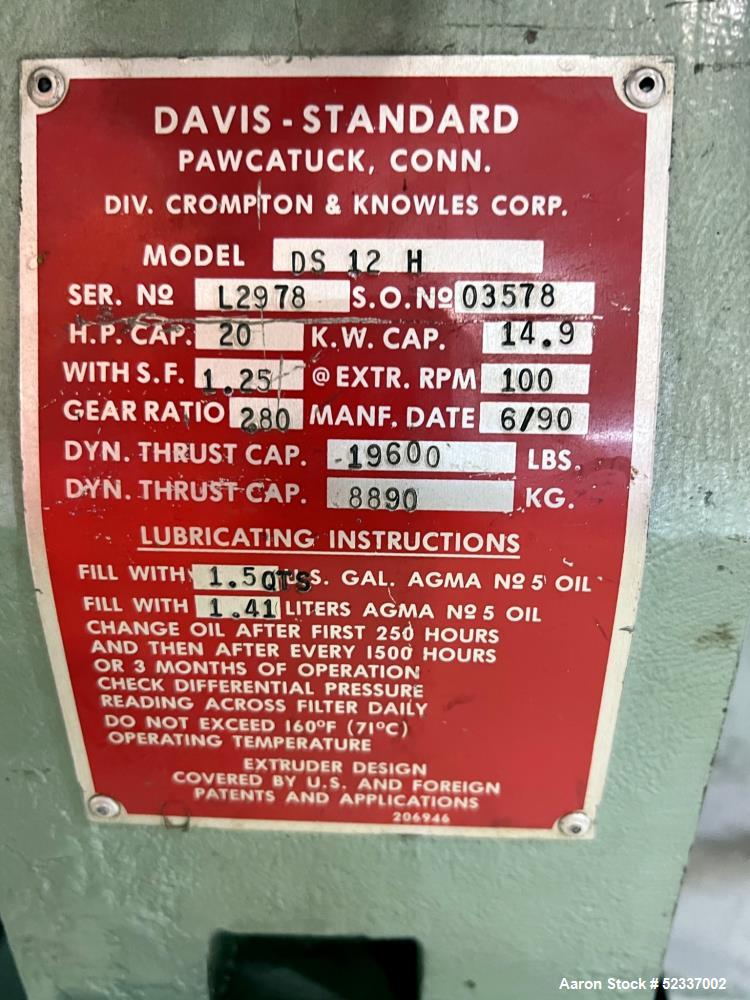 DAVIS - STANDARD
PAWCATUCK, CONN.
DIV. CROMPTON & KNOWLES CORP.
MODEL DS 12 H
SER. Nº L2978 S.O. Nº 03578
H.P. CAP. 20 K.W. CAP. 14.9
WITH S.F. 1.25 @ EXTR. RPM 100
GEAR RATIO 280 MANF. DATE 6/90
DYN. THRUST CAP. 19600 LBS.
DYN. THRUST CAP. 8890 KG.
LUBRICATING INSTRUCTIONS
FILL WITH 1.5 QTS S. GAL. AGMA Nº 5 OIL
FILL WITH 1.41 LITERS AGMA Nº 5 OIL
CHANGE OIL AFTER FIRST 250 HOURS
AND THEN AFTER EVERY 1500 HOURS
OR 3 MONTHS OF OPERATION
CHECK DIFFERENTIAL PRESSURE
READING ACROSS FILTER DAILY
DO NOT EXCEED 160°F (71°C)
OPERATING TEMPERATURE
EXTRUDER DESIGN
COVERED BY U.S. AND FOREIGN
PATENTS AND APPLICATIONS
206946
Aaron Stock # 52337002